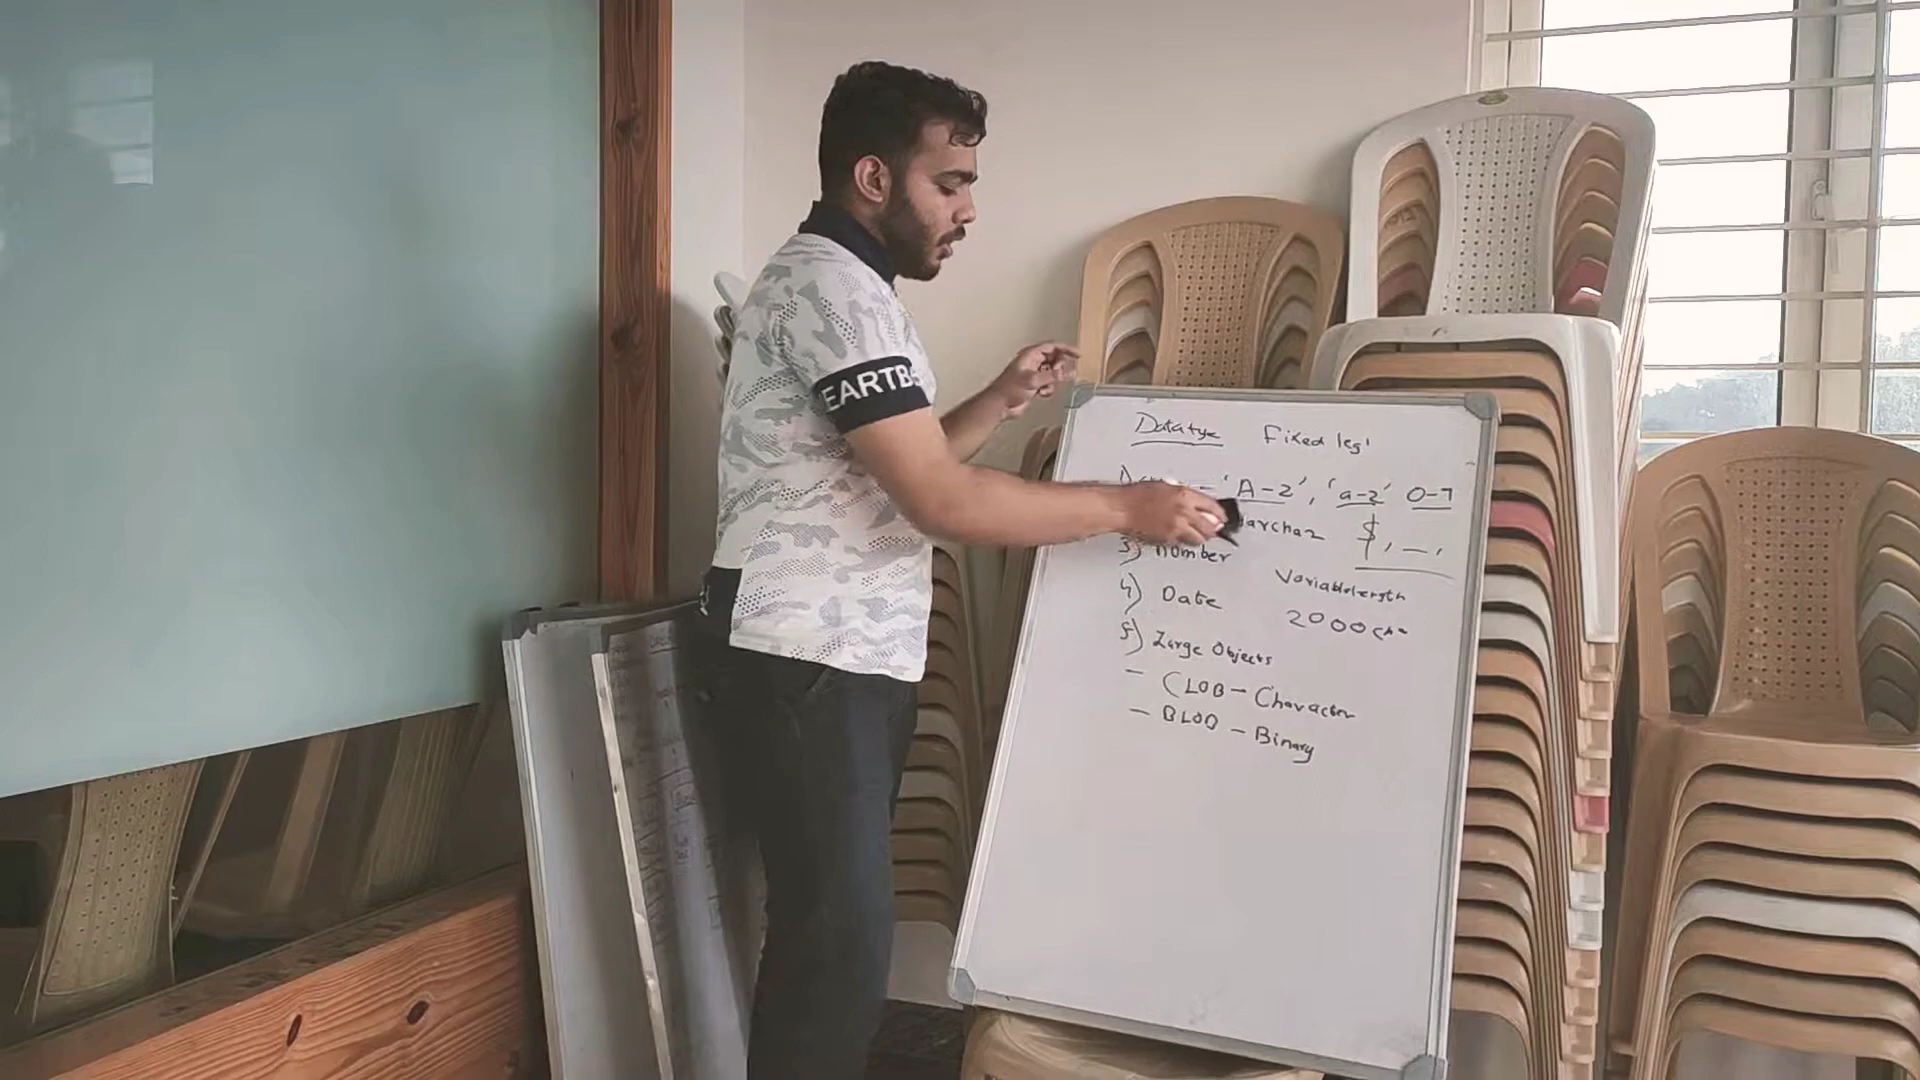 EARTB
Datatye Fixed leg'
- 'A-z', 'a-z' 0-9
Varchar $, _,
3) Number
Variablelength
4) Date
2000 cha
5) Large Objects
- CLOB - Character
- BLOB - Binary